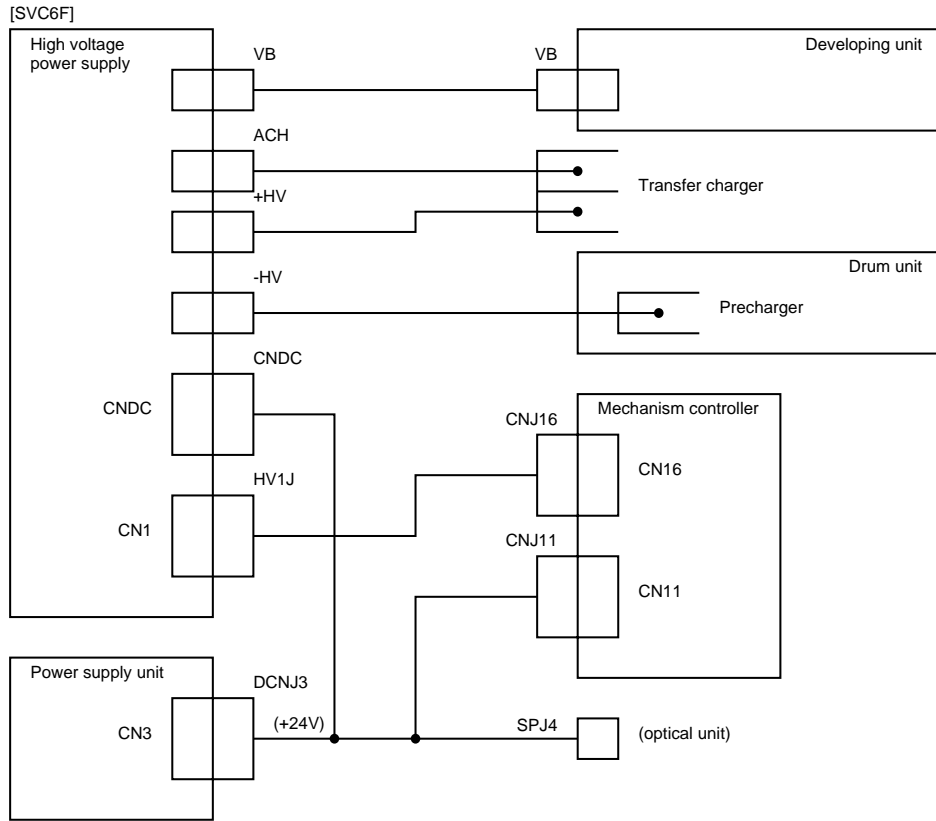 [SVC6F]
High voltage
power supply
VB
VB
Developing unit
ACH
+HV
Transfer charger
Drum unit
-HV
Precharger
CNDC
CNDC
Mechanism controller
CNJ16
CN16
HV1J
CN1
CNJ11
CN11
Power supply unit
DCNJ3
CN3
(+24V)
SPJ4
(optical unit)